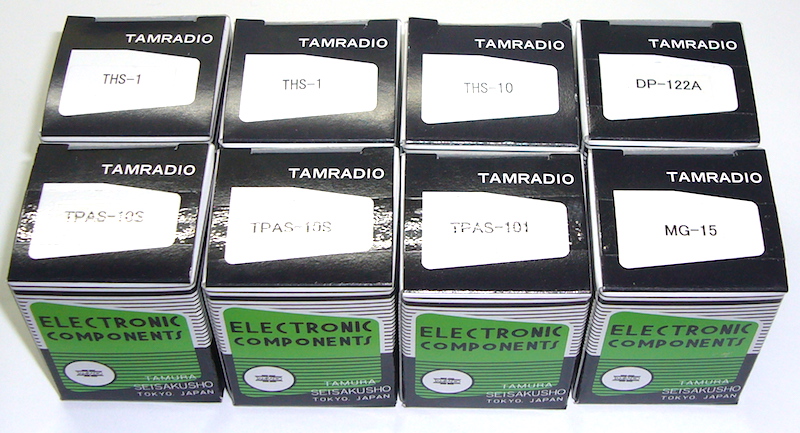 TAMRADIO
THS-1
TAMRADIO
THS-1
TAMRADIO
THS-10
TAMRADIO
DP-122A
TAMRADIO
TPAS-10S
TAMRADIO
TPAS-10S
TAMRADIO
TPAS-101
TAMRADIO
MG-15
ELECTRONIC
COMPONENTS
TAMURA
SEISAKUSHO
TOKYO. JAPAN
ELECTRONIC
COMPONENTS
TAMURA
SEISAKUSHO
TOKYO. JAPAN
ELECTRONIC
COMPONENTS
TAMURA
SEISAKUSHO
TOKYO. JAPAN
ELECTRONIC
COMPONENTS
TAMURA
SEISAKUSHO
TOKYO. JAPAN